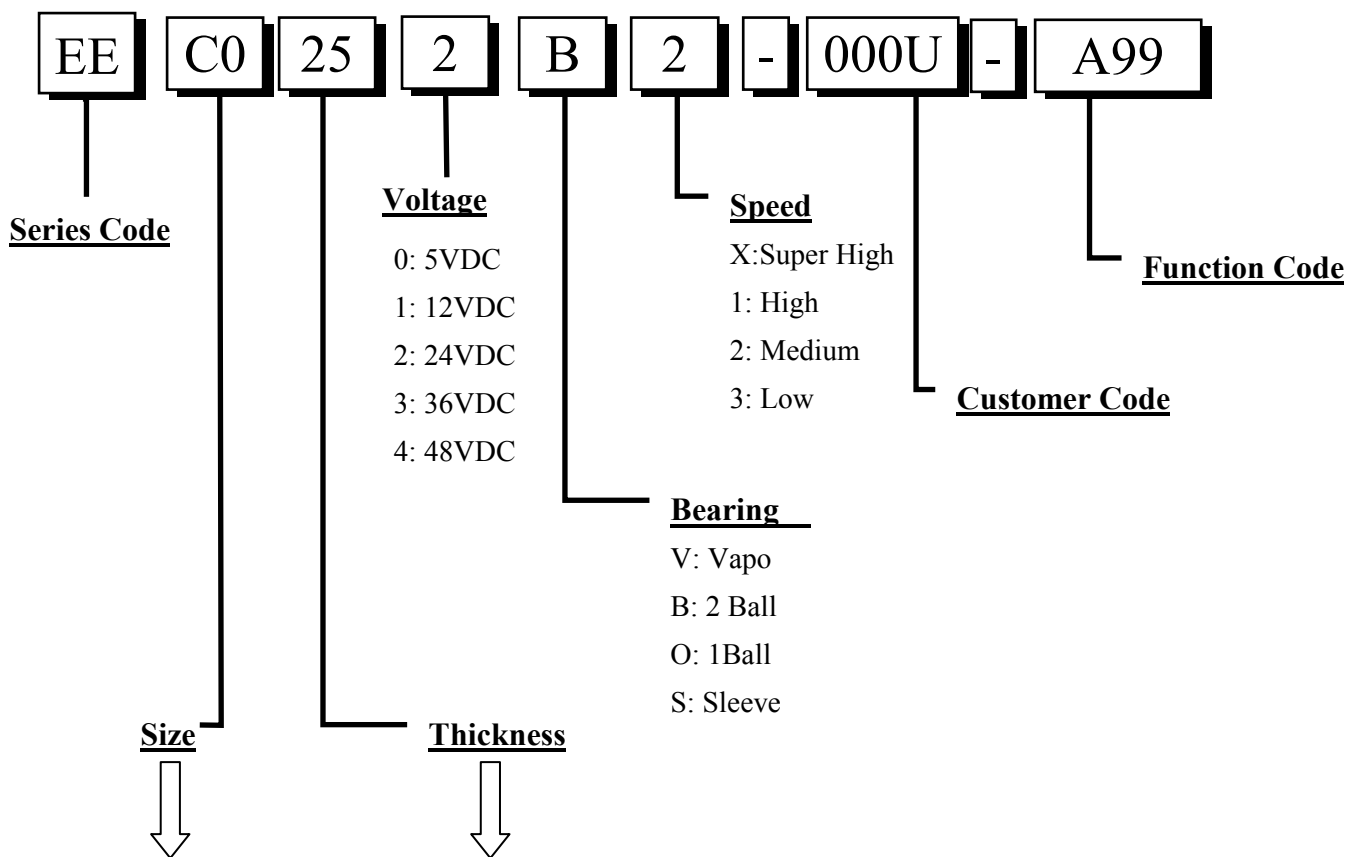 EE C0 25 2 B 2 - 000U - A99
Series Code
Voltage
0: 5VDC
1: 12VDC
2: 24VDC
3: 36VDC
4: 48VDC
Speed
X:Super High
1: High
2: Medium
3: Low
Function Code
Customer Code
Bearing
V: Vapo
B: 2 Ball
O: 1Ball
S: Sleeve
Size
Thickness